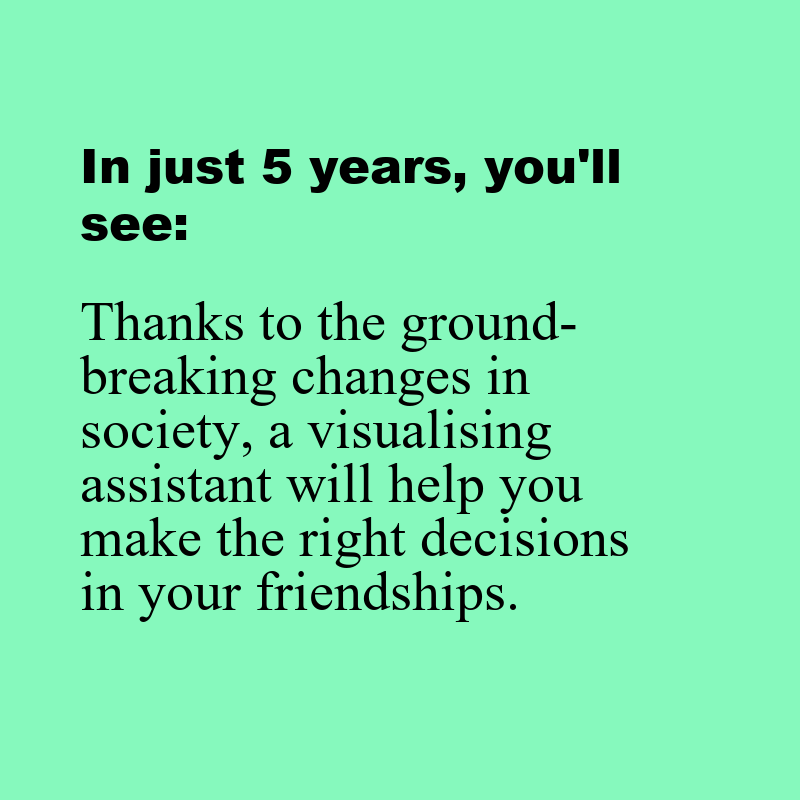 In just 5 years, you'll
see:
Thanks to the ground-
breaking changes in
society, a visualising
assistant will help you
make the right decisions
in your friendships.